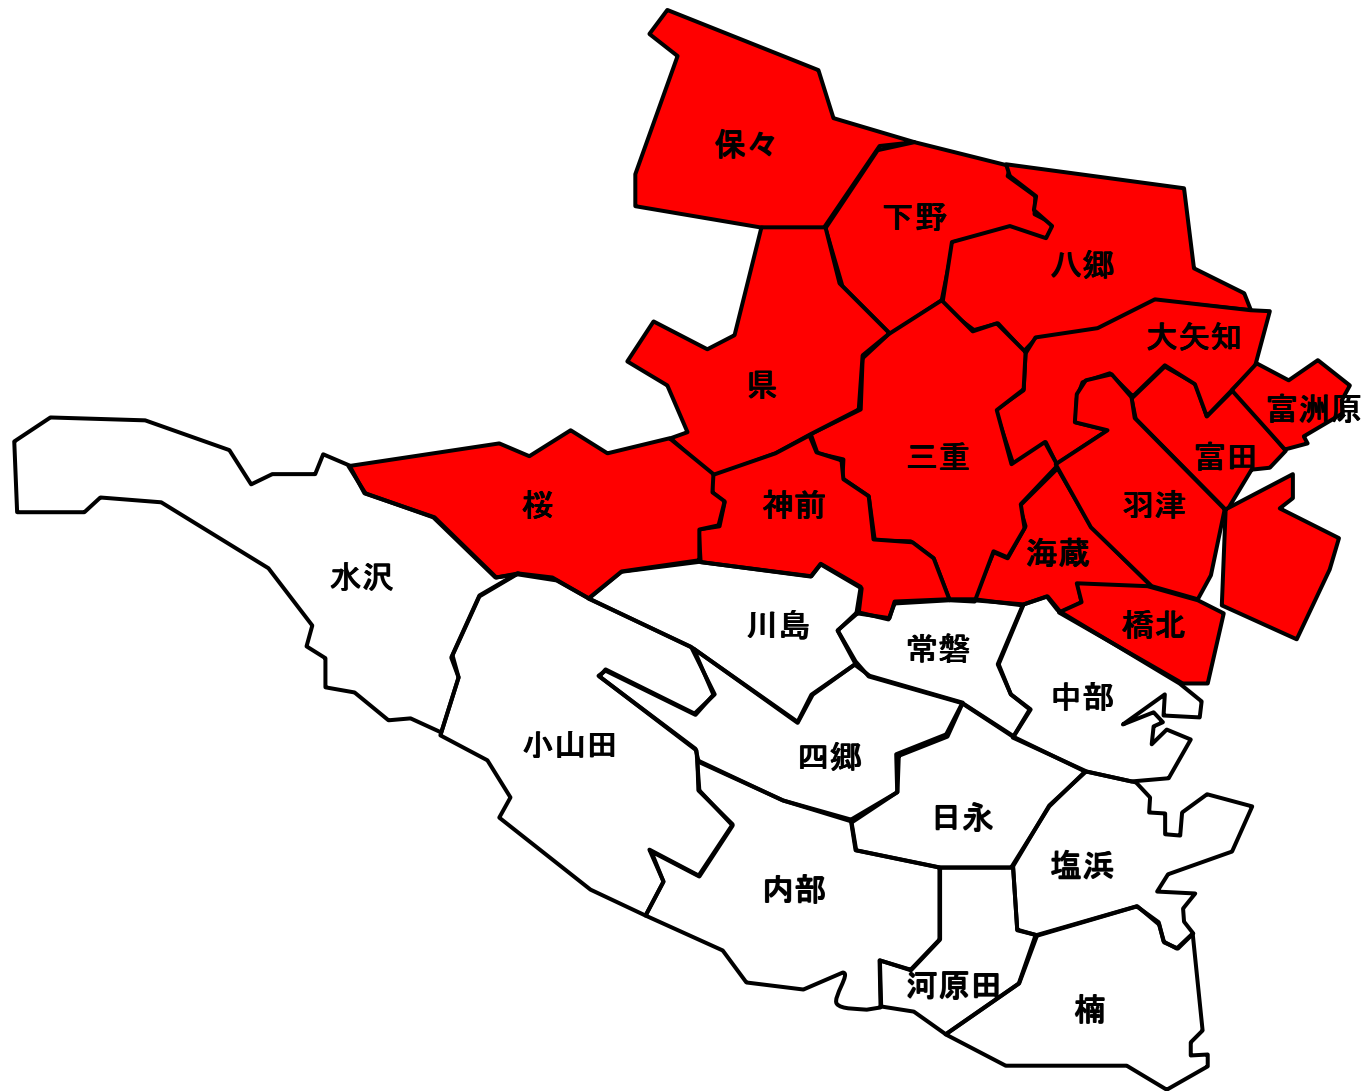 保々
下野
八郷
大矢知
県
富洲原
三重
富田
桜
神前
羽津
海蔵
水沢
川島
橋北
常磐
中部
小山田
四郷
日永
塩浜
内部
河原田
楠